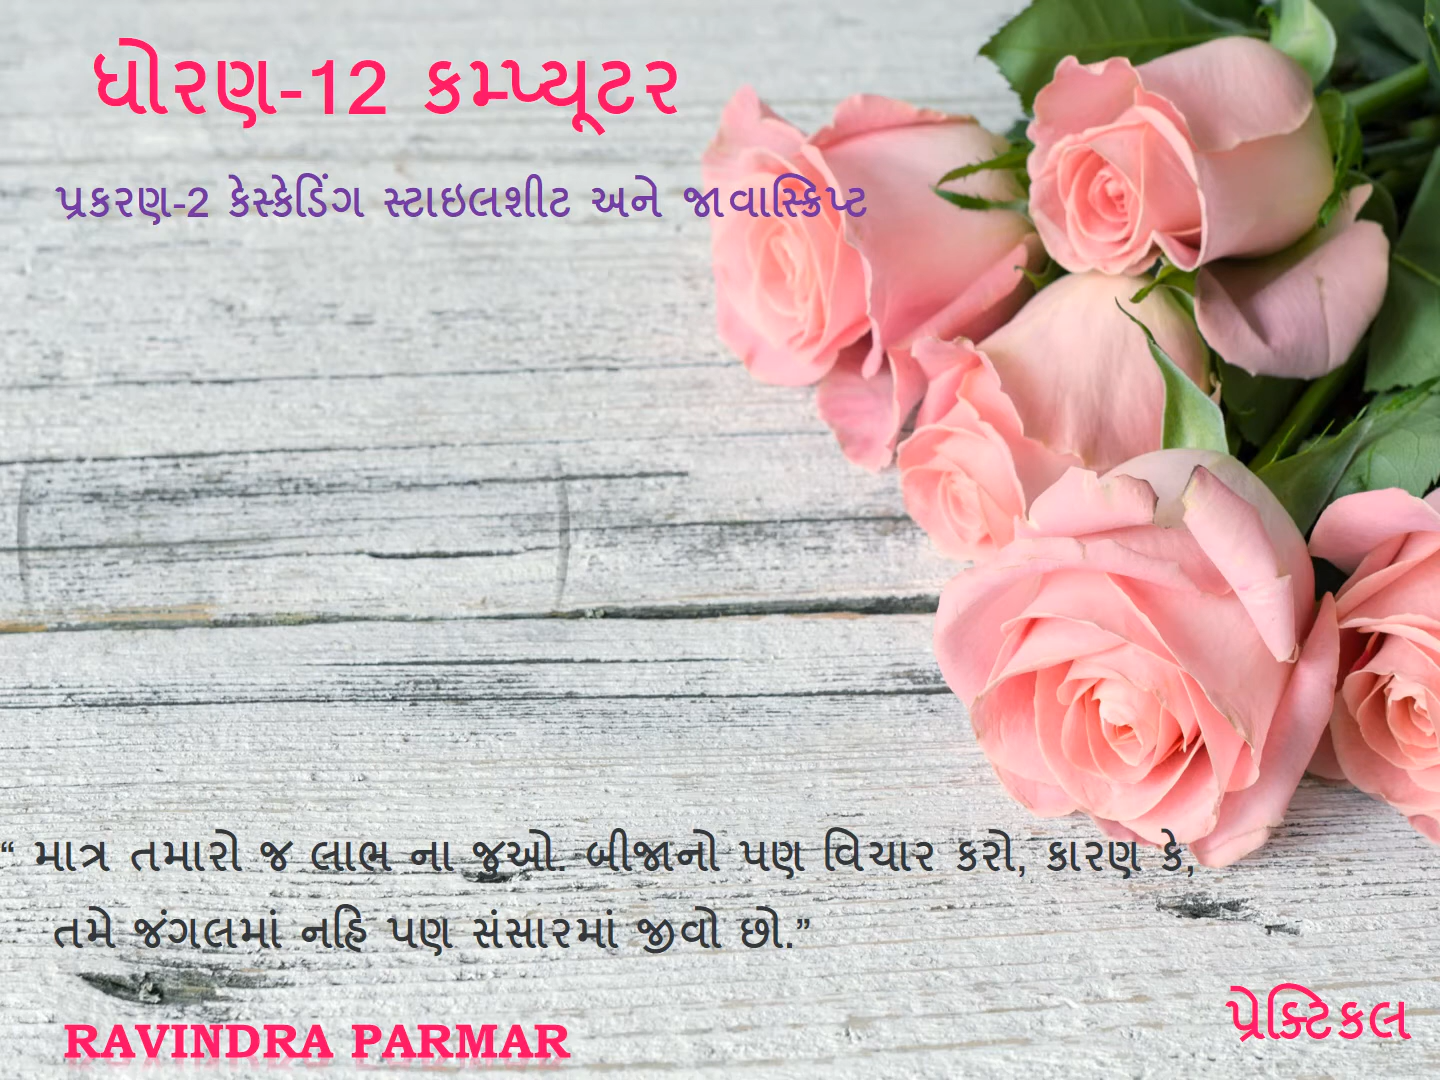 ધોરણ-12 કમ્પ્યૂટર
પ્રકરણ-2 કેસ્કેડિંગ સ્ટાઇલશીટ અને જાવાસ્ક્રિપ્ટ
“ માત્ર તમારો જ લાભ ના જુઓ. બીજાનો પણ વિચાર કરો, કારણ કે,
તમે જંગલમાં નહિ પણ સંસારમાં જીવો છો.”
પ્રેક્ટિકલ
RAVINDRA PARMAR